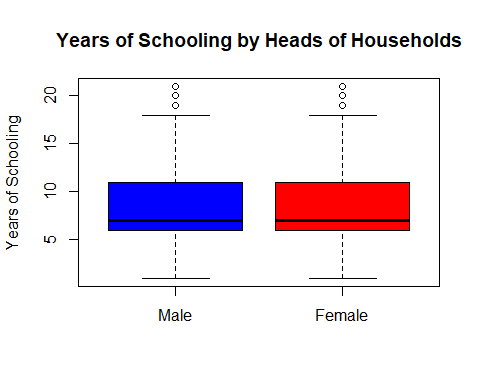 Years of Schooling by Heads of Households
Years of Schooling
20
15
10
5
Male
Female